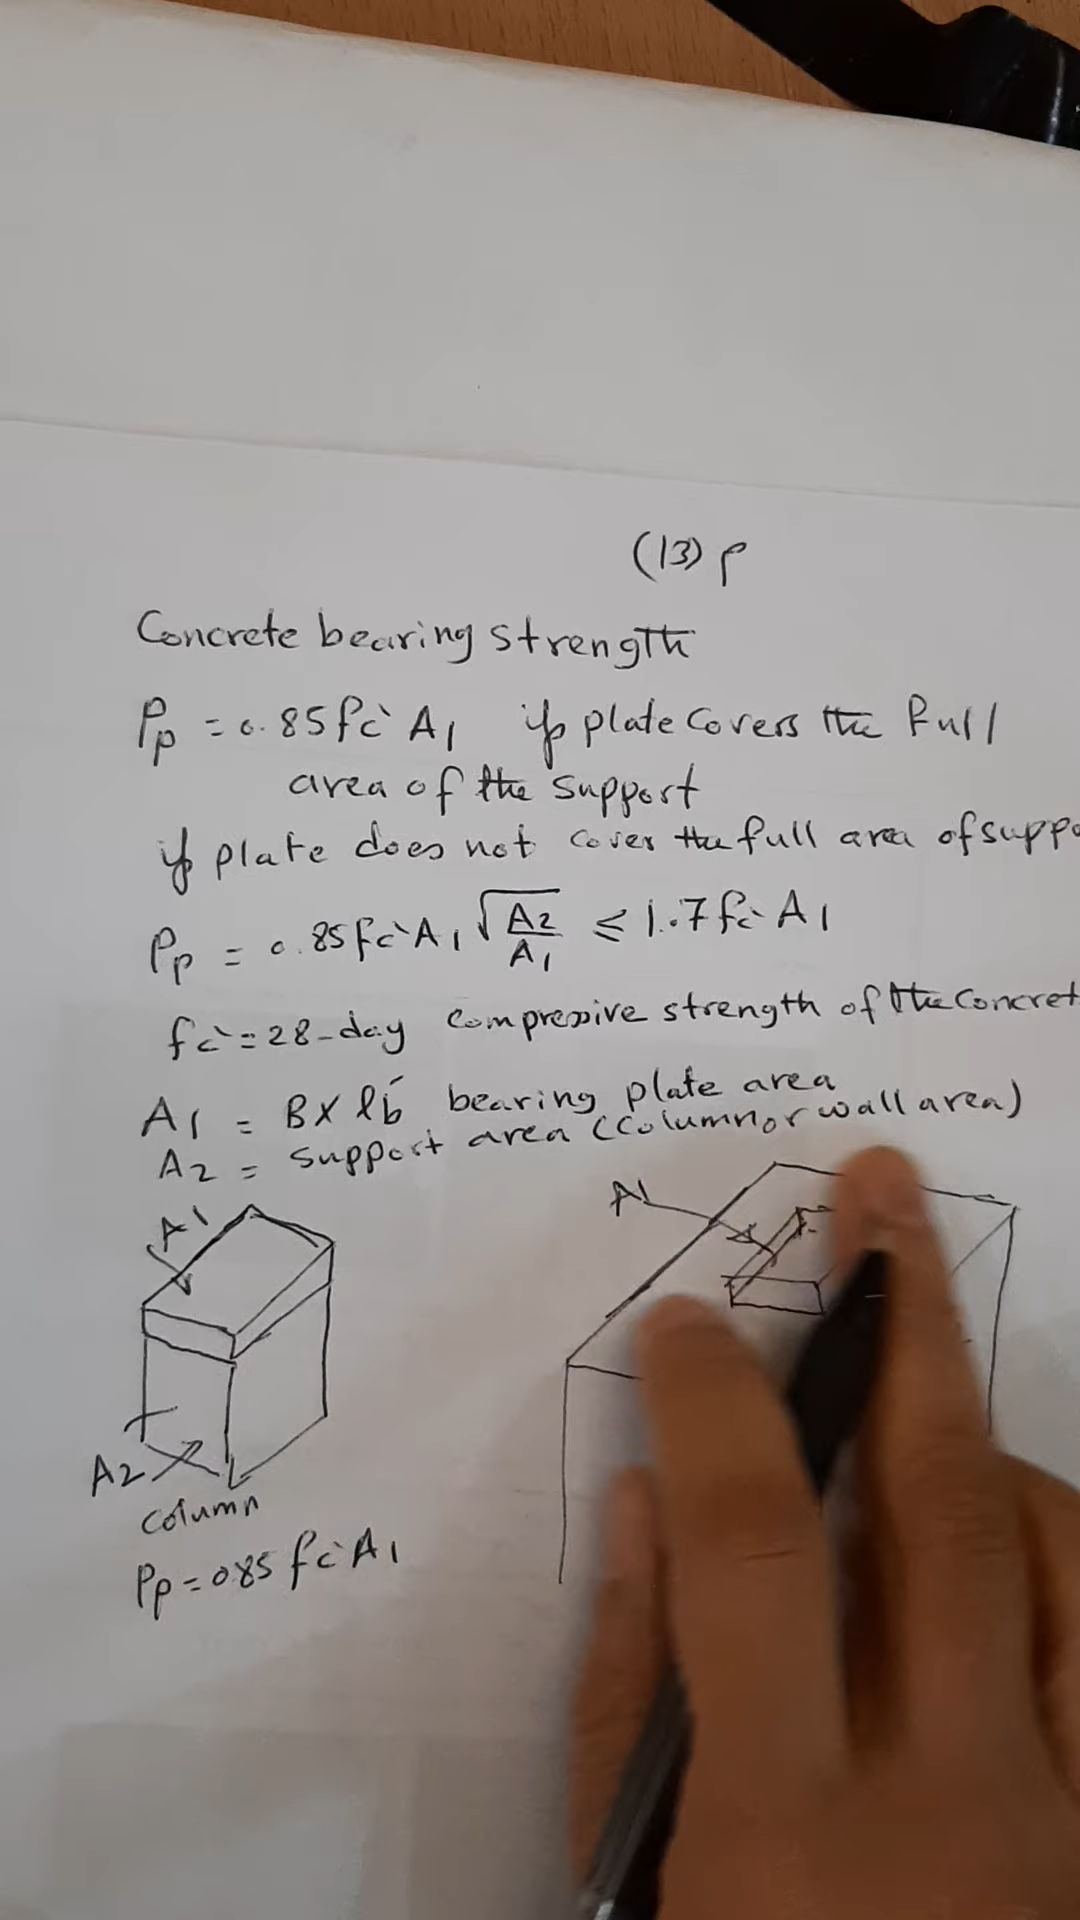 (13) p
Concrete bearing strength
Pp = 0.85 fc' A1 if plate covers the full
area of the support
if plate does not cover the full area of suppo
Pp = 0.85 fc' A1 √(A2/A1) ≤ 1.7 fc' A1
fc' = 28-day compressive strength of the Concret
A1 = B x lb bearing plate area
A2 = support area (column or wall area)
A1
A1
A2
column
Pp = 0.85 fc' A1